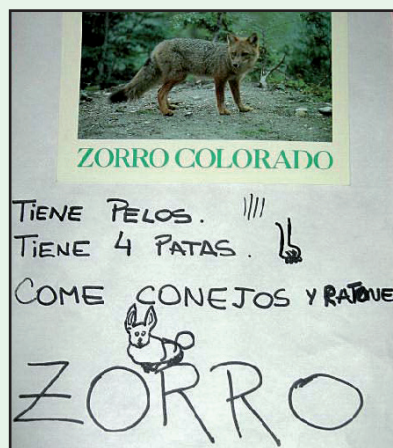 ZORRO COLORADO
TIENE PELOS.
TIENE 4 PATAS.
COME CONEJOS Y RATONE
ZORRO